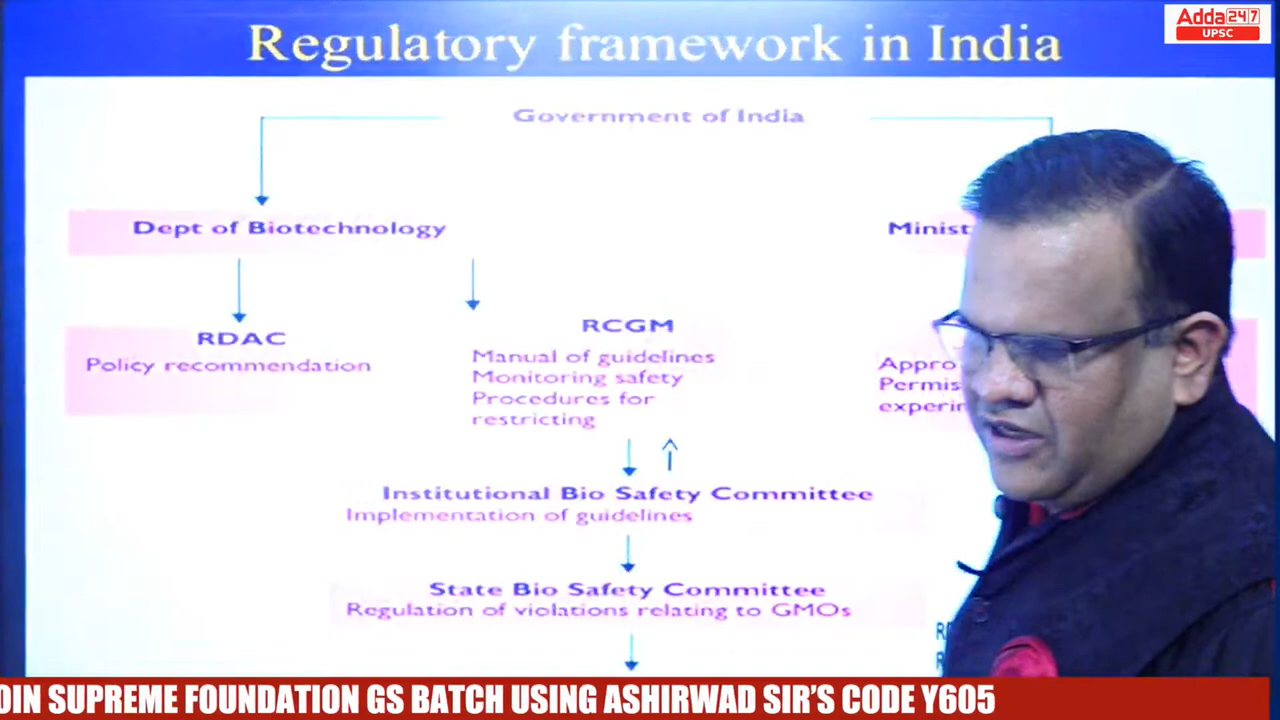 Adda247
UPSC
Regulatory framework in India
Government of India
Dept of Biotechnology
RDAC
Policy recommendation
RCGM
Manual of guidelines
Monitoring safety
Procedures for
restricting
Institutional Bio Safety Committee
Implementation of guidelines
State Bio Safety Committee
Regulation of violations relating to GMOs
SUPREME FOUNDATION GS BATCH USING ASHIRWAD SIR'S CODE Y605